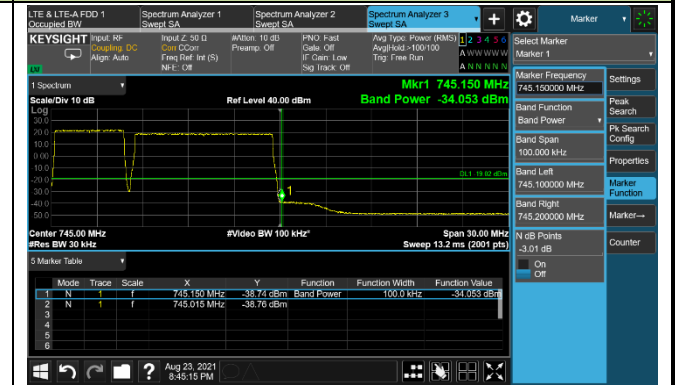 LTE & LTE-A FDD 1
Occupied BW
Spectrum Analyzer 1
Swept SA
Spectrum Analyzer 2
Swept SA
Spectrum Analyzer 3
Swept SA
Marker
KEYSIGHT
Input: RF
Coupling: DC
Align: Auto
Input Z: 50 Ω
Corr CCorr
Freq Ref: Int (S)
NFE: Off
#Atten: 10 dB
Preamp: Off
PNO: Fast
Gate: Off
IF Gain: Low
Sig Track: Off
Avg Type: Power (RMS)
Avg|Hold:>100/100
Trig: Free Run
1 2 3 4 5 6
A W W W W W
A N N N N N
LNI
Select Marker
Marker 1
1 Spectrum
Scale/Div 10 dB
Log
Ref Level 40.00 dBm
Mkr1 745.150 MHz
Band Power -34.053 dBm
30.0
20.0
10.0
0.00
-10.0
-20.0
-30.0
-40.0
-50.0
1
Center 745.00 MHz
#Res BW 30 kHz
#Video BW 100 kHz*
Span 30.00 MHz
Sweep 13.2 ms (2001 pts)
5 Marker Table
Mode Trace Scale X Y Function Function Width Function Value
1 N 1 f 745.150 MHz -38.74 dBm Band Power 100.0 kHz -34.053 dBm
2 N 1 f 745.015 MHz -38.76 dBm
3
4
5
6
Marker Frequency
745.150000 MHz
Band Function
Band Power
Band Span
100.000 kHz
Band Left
745.100000 MHz
Band Right
745.200000 MHz
N dB Points
-3.01 dB
On
Off
Settings
Peak
Search
Pk Search
Config
Properties
Marker
Function
Marker→
Counter
?
Aug 23, 2021
8:45:15 PM